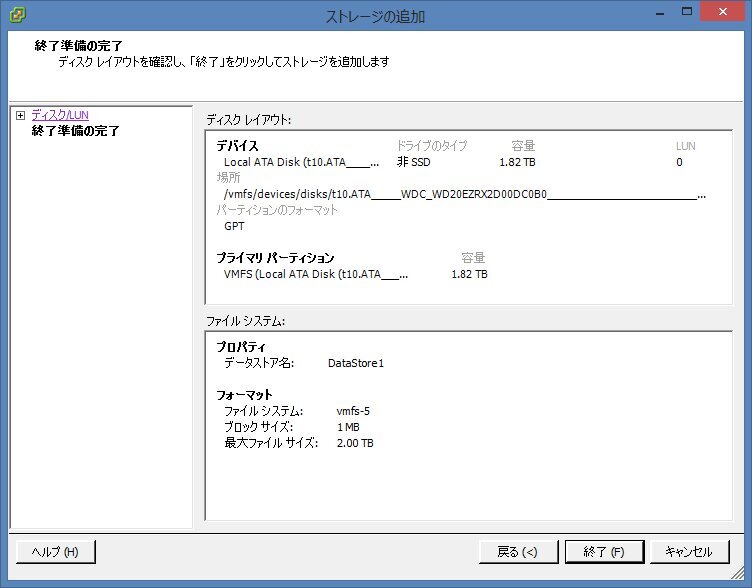 ストレージの追加
終了準備の完了
ディスク レイアウトを確認し、「終了」をクリックしてストレージを追加します
ディスク/LUN
終了準備の完了
ディスク レイアウト:
デバイス ドライブのタイプ 容量 LUN
Local ATA Disk (t10.ATA_____... 非 SSD 1.82 TB 0
場所
/vmfs/devices/disks/t10.ATA_____WDC_WD20EZRX2D00DC0B0__________________________...
パーティションのフォーマット
GPT
プライマリ パーティション 容量
VMFS (Local ATA Disk (t10.ATA___... 1.82 TB
ファイル システム:
プロパティ
データストア名: DataStore1
フォーマット
ファイル システム: vmfs-5
ブロック サイズ: 1 MB
最大ファイル サイズ: 2.00 TB
ヘルプ (H) 戻る (<) 終了 (F) キャンセル